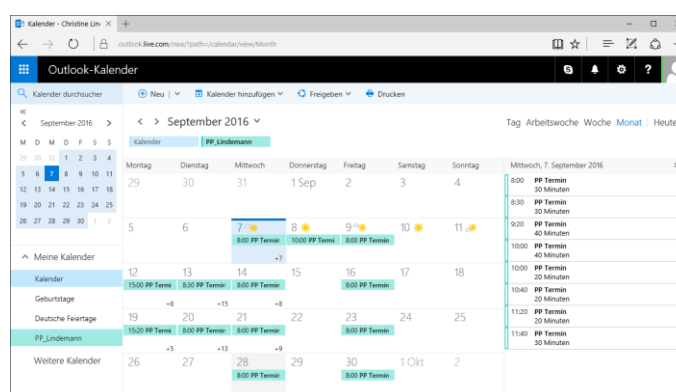 Kalender - Christine Lin
outlook.live.com/owa/?path=/calendar/view/Month
Outlook-Kalender
Kalender durchsucher
Neu
Kalender hinzufügen
Freigeben
Drucken
September 2016
M D M D F S S
29 30 31 1 2 3 4
5 6 7 8 9 10 11
12 13 14 15 16 17 18
19 20 21 22 23 24 25
26 27 28 29 30 1 2
Meine Kalender
Kalender
Geburtstage
Deutsche Feiertage
PP_Lindemann
Weitere Kalender
September 2016
Tag Arbeitswoche Woche Monat Heute
Kalender PP_Lindemann
Montag Dienstag Mittwoch Donnerstag Freitag Samstag Sonntag
29 30 31 1 Sep 2 3 4
5 6 7 8 9 10 11
8:00 PP Termin 10:00 PP Termi 8:00 PP Termin
+7
12 13 14 15 16 17 18
15:00 PP Termi 8:30 PP Termin 8:00 PP Termin 8:00 PP Termin
+8 +15 +8
19 20 21 22 23 24 25
15:20 PP Termi 8:00 PP Termin 8:00 PP Termin 8:00 PP Termin
+5 +13 +9
26 27 28 29 30 1 Okt 2
8:00 PP Termin 8:00 PP Termin
Mittwoch, 7. September 2016
8:00 PP Termin
30 Minuten
8:30 PP Termin
30 Minuten
9:20 PP Termin
40 Minuten
10:00 PP Termin
40 Minuten
10:00 PP Termin
20 Minuten
10:40 PP Termin
20 Minuten
11:20 PP Termin
20 Minuten
11:40 PP Termin
30 Minuten